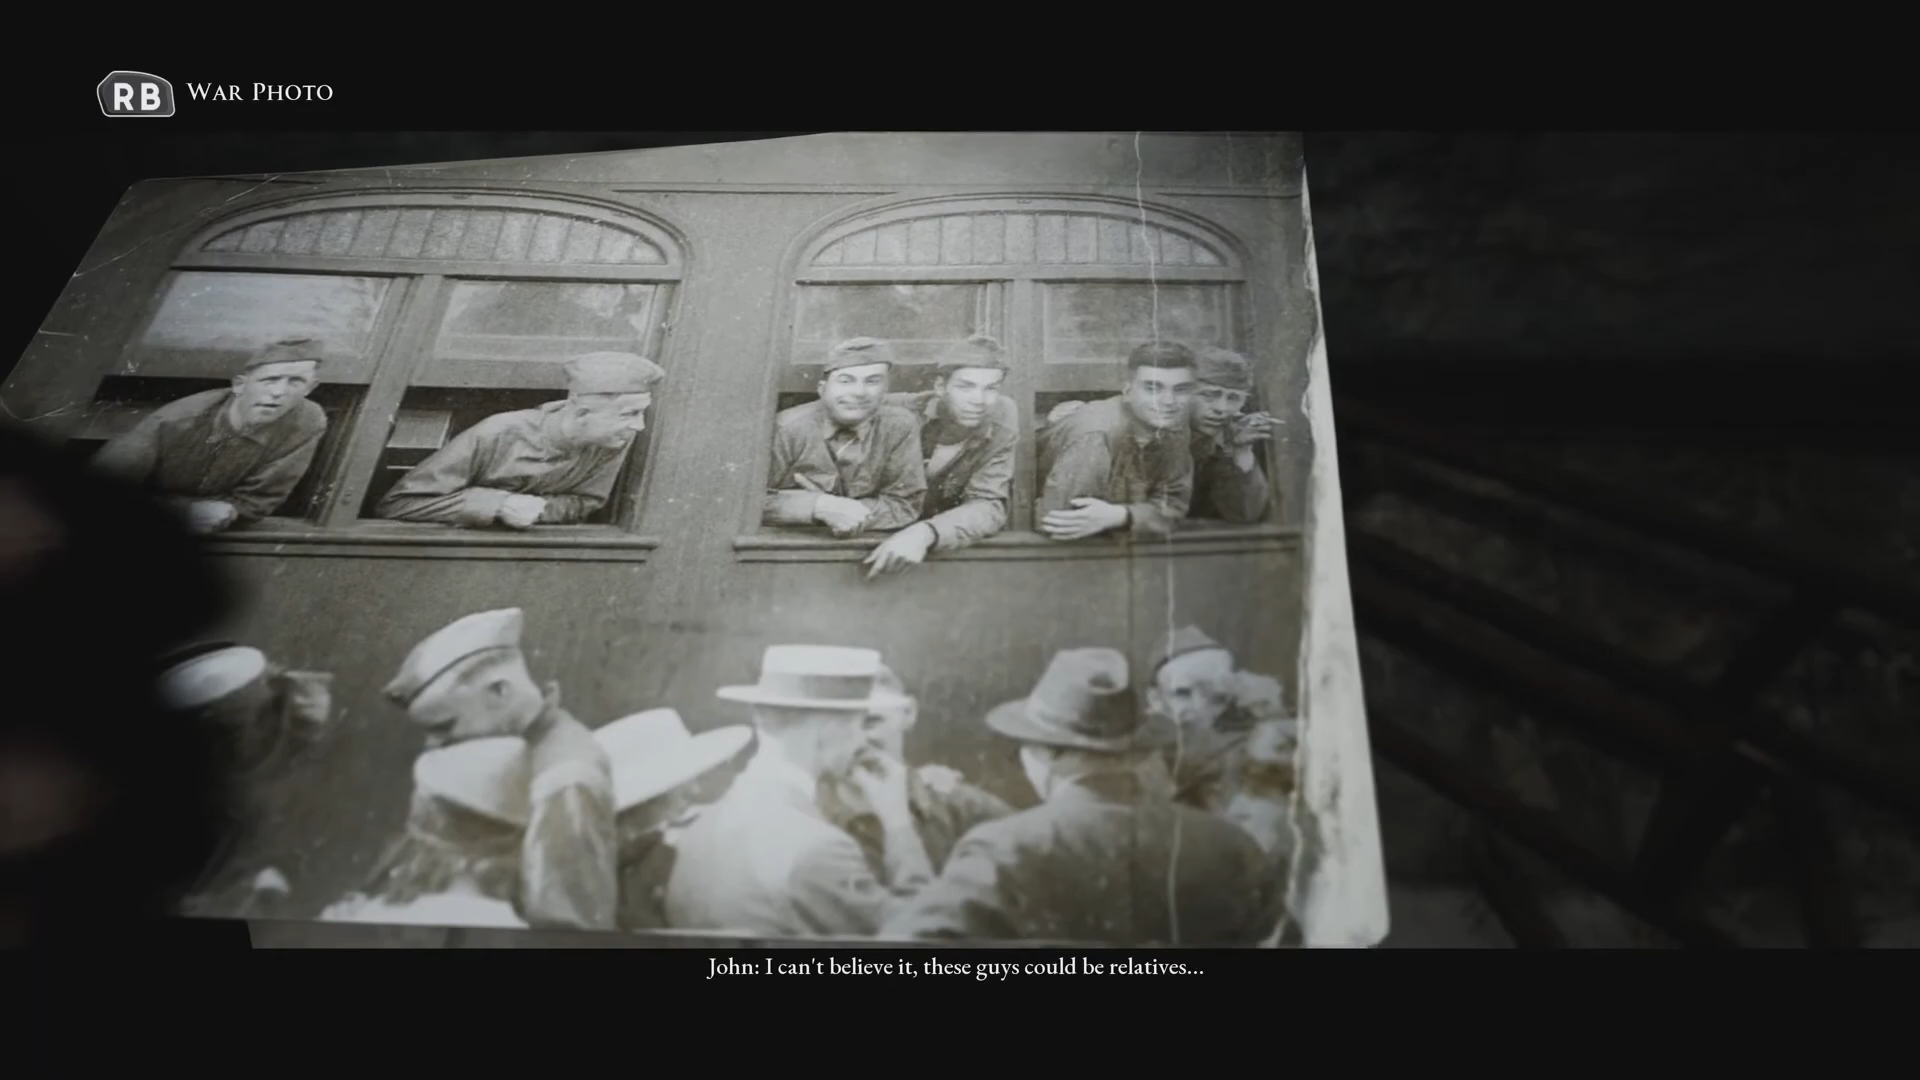 RB War Photo
John: I can't believe it, these guys could be relatives...